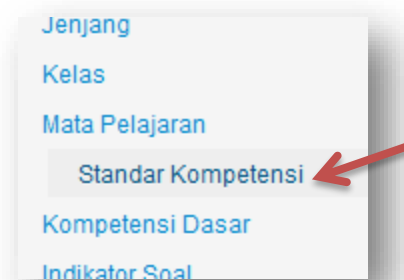 Jenjang
Kelas
Mata Pelajaran
Standar Kompetensi
Kompetensi Dasar
Indikator Soal